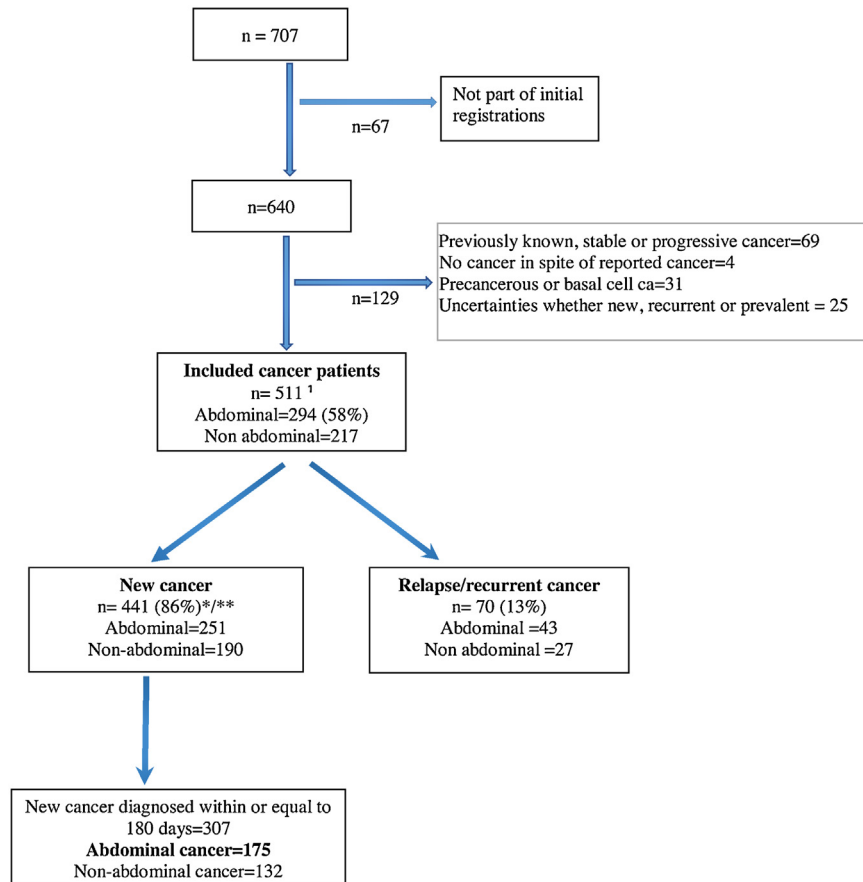 n = 707
Not part of initial
registrations
n=67
n=640
Previously known, stable or progressive cancer=69
No cancer in spite of reported cancer=4
Precancerous or basal cell ca=31
Uncertainties whether new, recurrent or prevalent = 25
n=129
Included cancer patients
n= 511 ¹
Abdominal=294 (58%)
Non abdominal=217
New cancer
n= 441 (86%)*/**
Abdominal=251
Non-abdominal=190
Relapse/recurrent cancer
n= 70 (13%)
Abdominal =43
Non abdominal =27
New cancer diagnosed within or equal to
180 days=307
Abdominal cancer=175
Non-abdominal cancer=132